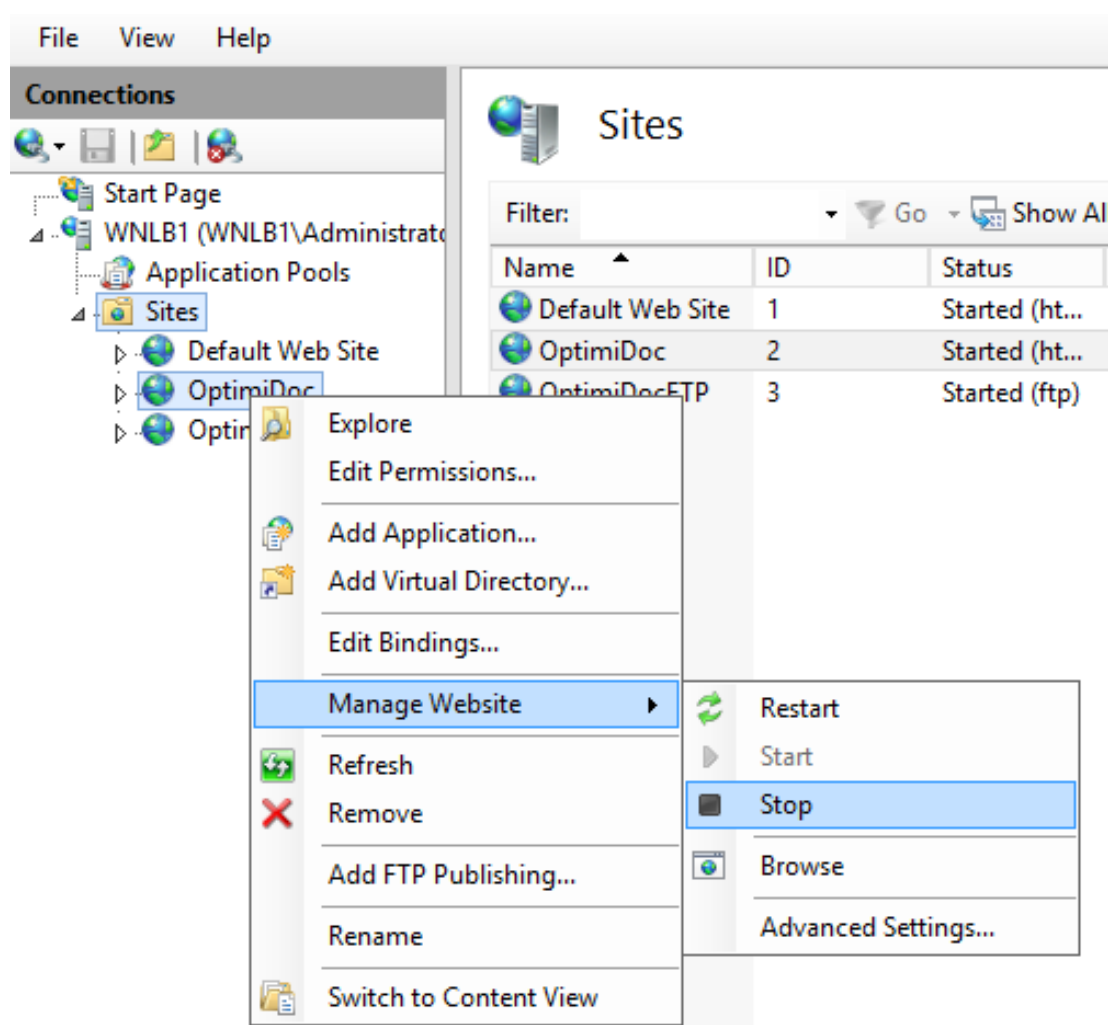 File View Help
Connections
Sites
Start Page
WNLB1 (WNLB1\Administrato
Application Pools
Sites
Default Web Site
OptimiDoc
Optim
Filter: Go Show Al
Name ID Status
Default Web Site 1 Started (ht...
OptimiDoc 2 Started (ht...
OptimiDocFTP 3 Started (ftp)
Explore
Edit Permissions...
Add Application...
Add Virtual Directory...
Edit Bindings...
Manage Website
Refresh
Remove
Add FTP Publishing...
Rename
Switch to Content View
Restart
Start
Stop
Browse
Advanced Settings...